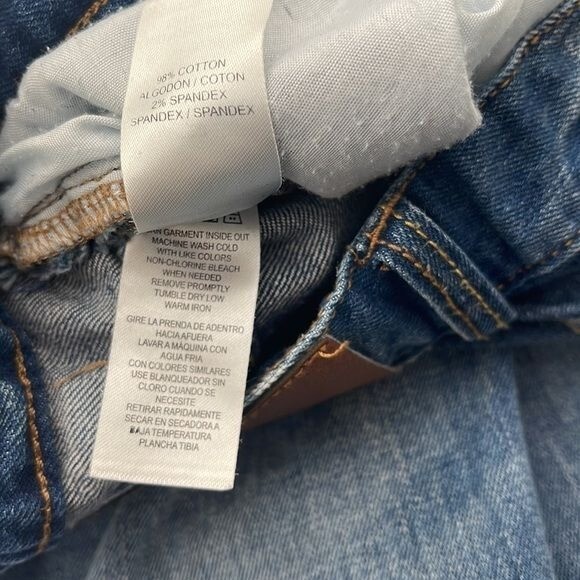 98% COTTON
ALGODON / COTON
2% SPANDEX
SPANDEX / SPANDEX
GARMENT INSIDE OUT
MACHINE WASH COLD
WITH LIKE COLORS
NON-CHLORINE BLEACH
WHEN NEEDED
REMOVE PROMPTLY
TUMBLE DRY LOW
WARM IRON
GIRE LA PRENDA DE ADENTRO
HACIA AFUERA
LAVAR A MAQUINA CON
AGUA FRIA
CON COLORES SIMILARES
USE BLANQUEADOR SIN
CLORO CUANDO SE
NECESITE
RETIRAR RAPIDAMENTE
SECAR EN SECADORA A
BAJA TEMPERATURA
PLANCHA TIBIA